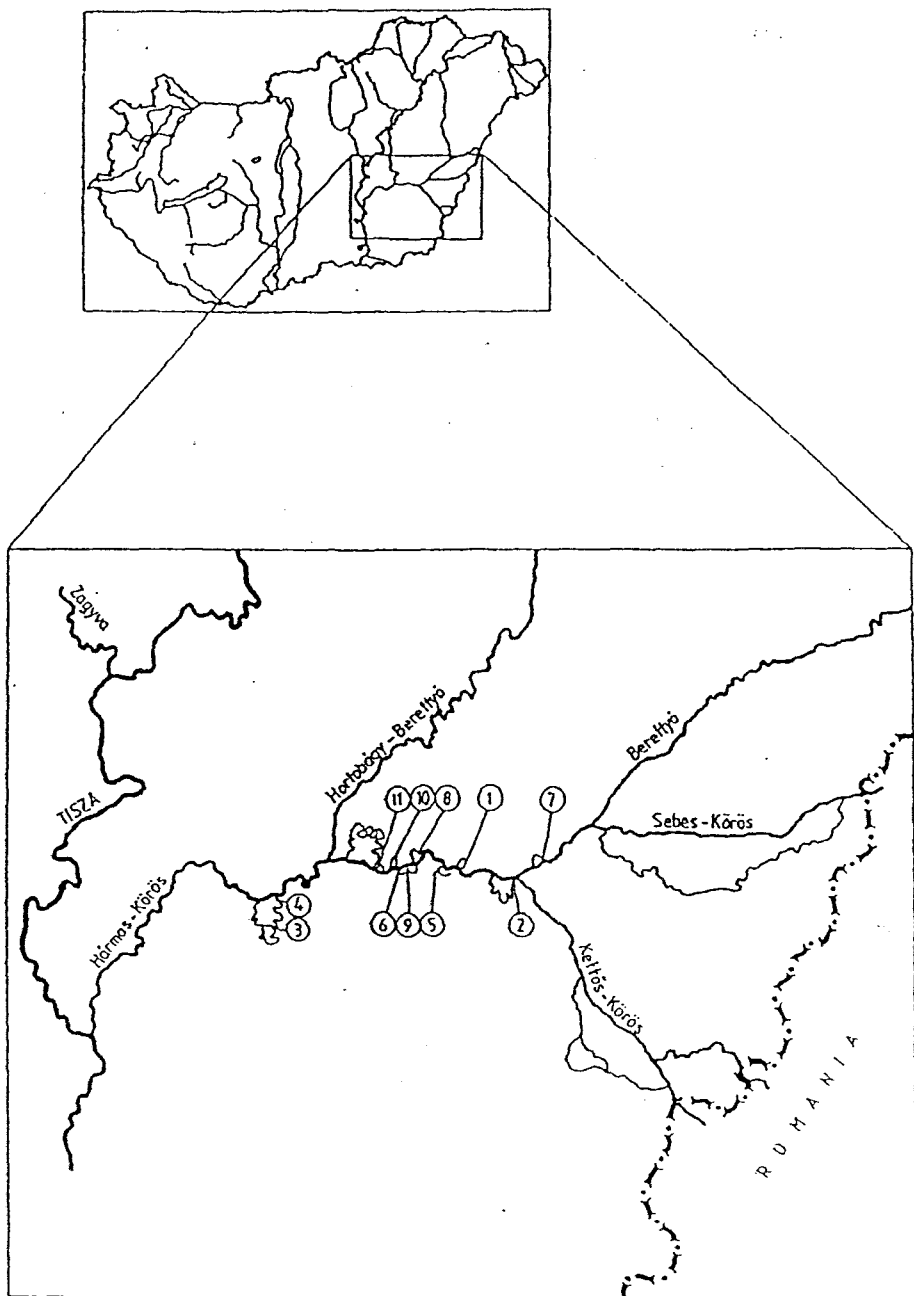 Zagyva
TISZA
Hármas-Körös
Hortobágy-Berettyó
Berettyó
Sebes-Körös
Kettős-Körös
11
10
8
1
7
4
3
6
9
5
2
RUMANIA